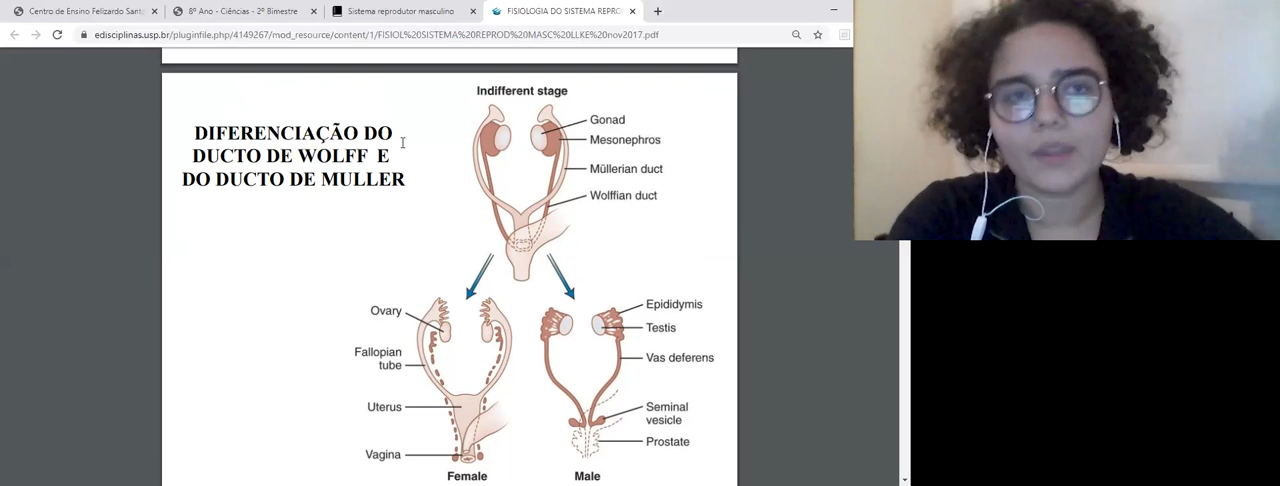 Centro de Ensino Felizardo Sant
8º Ano - Ciências - 2º Bimestre
Sistema reprodutor masculino
FISIOLOGIA DO SISTEMA REPRO
edisciplinas.usp.br/pluginfile.php/4149267/mod_resource/content/1/FISIOL%20SISTEMA%20REPROD%20MASC%20LLKE%20nov2017.pdf
DIFERENCIAÇÃO DO
DUCTO DE WOLFF E
DO DUCTO DE MULLER
Indifferent stage
Gonad
Mesonephros
Müllerian duct
Wolffian duct
Ovary
Fallopian
tube
Uterus
Vagina
Female
Epididymis
Testis
Vas deferens
Seminal
vesicle
Prostate
Male